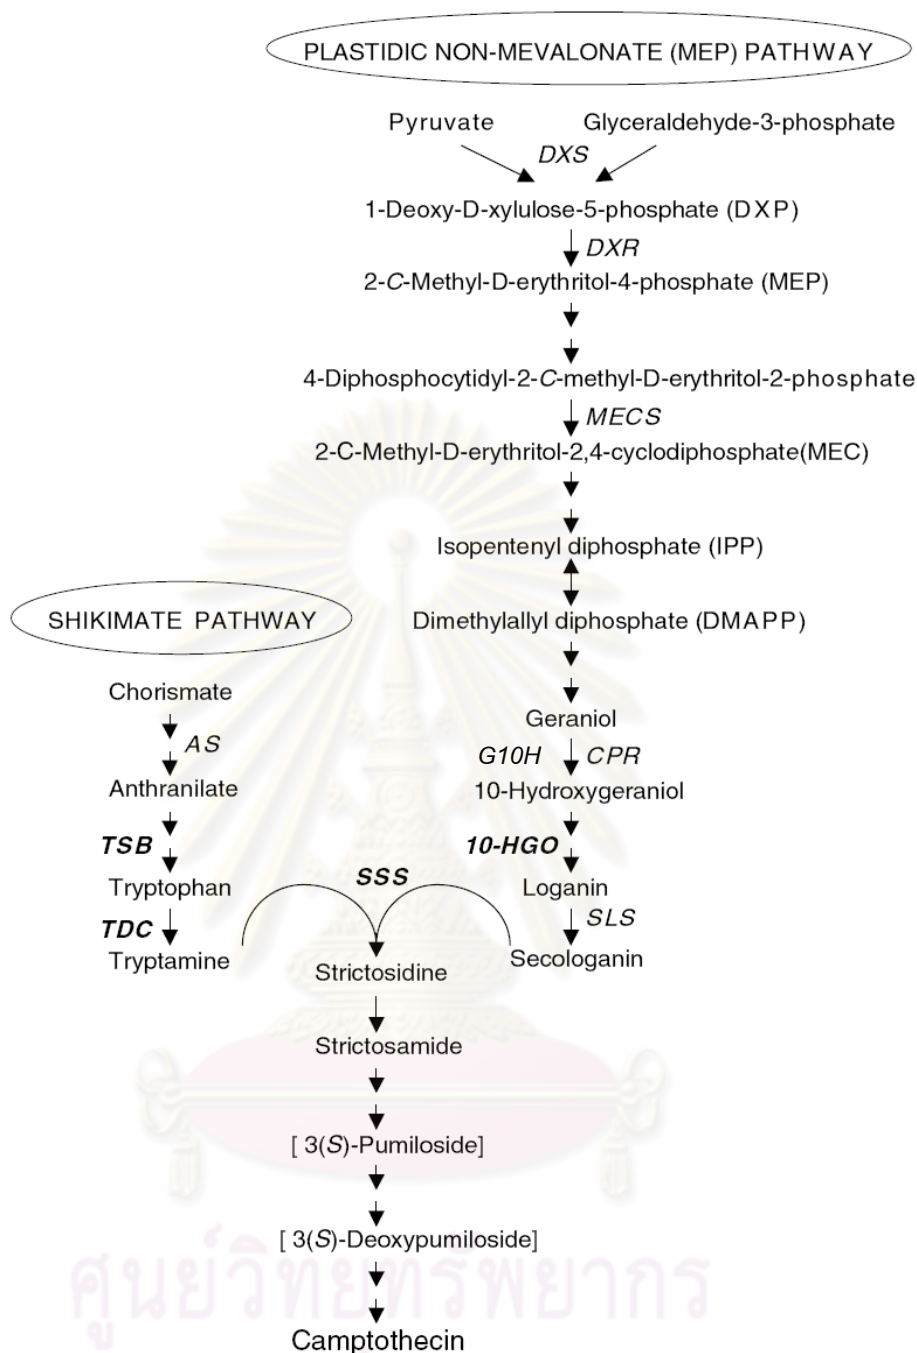 PLASTIDIC NON-MEVALONATE (MEP) PATHWAY
Pyruvate
Glyceraldehyde-3-phosphate
DXS
1-Deoxy-D-xylulose-5-phosphate (DXP)
DXR
2-C-Methyl-D-erythritol-4-phosphate (MEP)
4-Diphosphocytidyl-2-C-methyl-D-erythritol-2-phosphate
MECS
2-C-Methyl-D-erythritol-2,4-cyclodiphosphate(MEC)
Isopentenyl diphosphate (IPP)
Dimethylallyl diphosphate (DMAPP)
Geraniol
G10H
CPR
10-Hydroxygeraniol
10-HGO
Loganin
SLS
Secologanin
SHIKIMATE PATHWAY
Chorismate
AS
Anthranilate
TSB
Tryptophan
TDC
Tryptamine
SSS
Strictosidine
Strictosamide
[ 3(S)-Pumiloside]
[ 3(S)-Deoxypumiloside]
Camptothecin
ศูนย์วิทยทรัพยากร